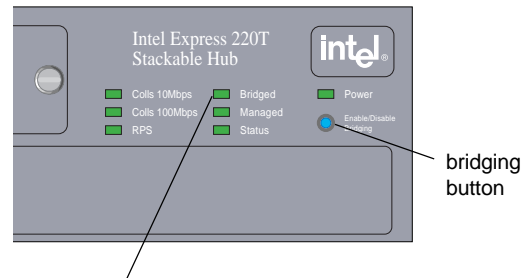 Intel Express 220T
Stackable Hub
intel®
Colls 10Mbps
Bridged
Power
Colls 100Mbps
Managed
Enable/Disable
Bridging
RPS
Status
bridging
button